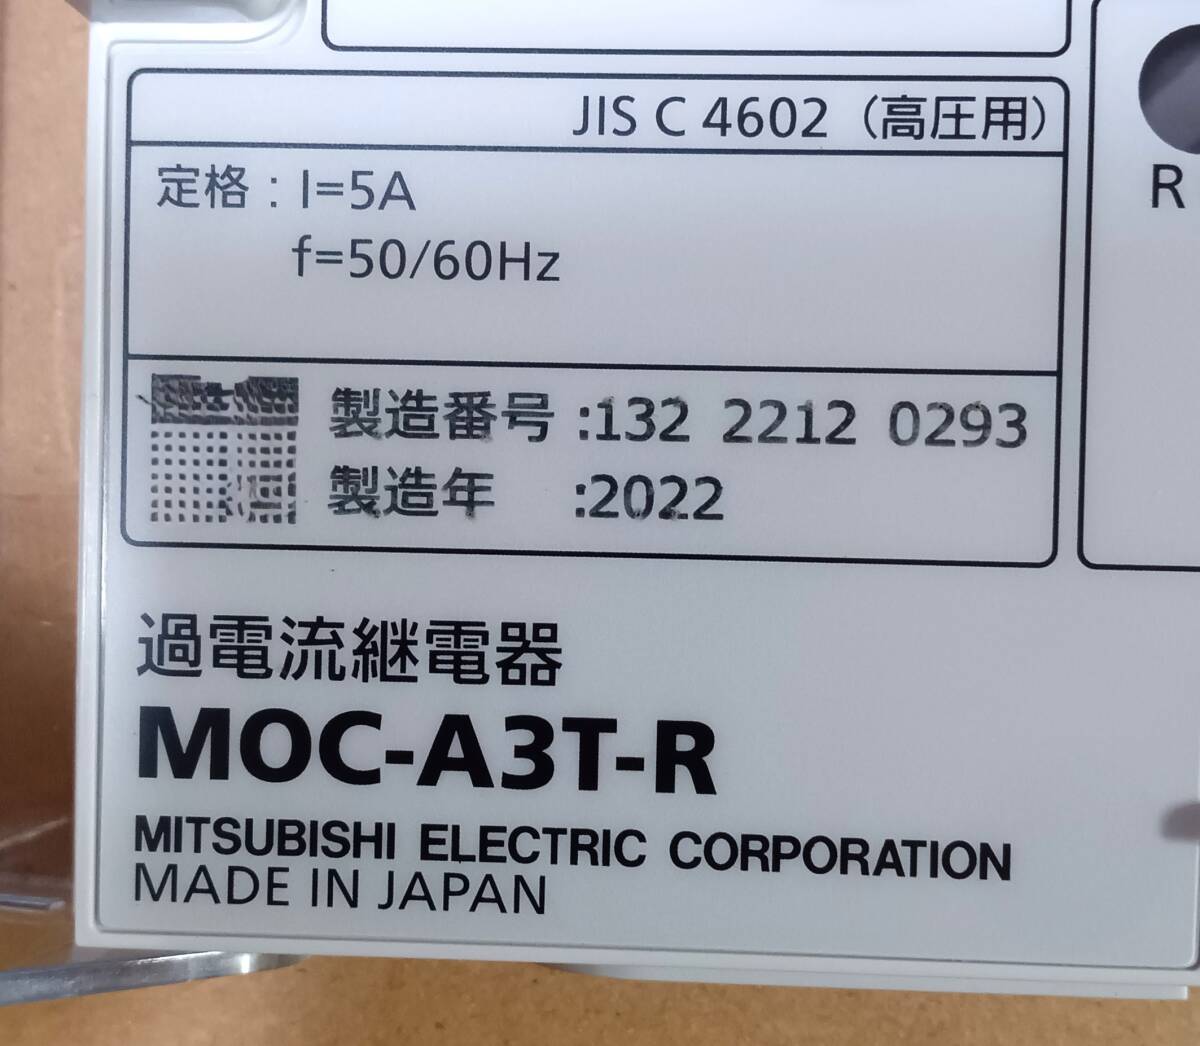 JIS C 4602（高圧用）
定格：I=5A
f=50/60Hz
製造番号:132 2212 0293
製造年 :2022
過電流継電器
MOC-A3T-R
MITSUBISHI ELECTRIC CORPORATION
MADE IN JAPAN
R